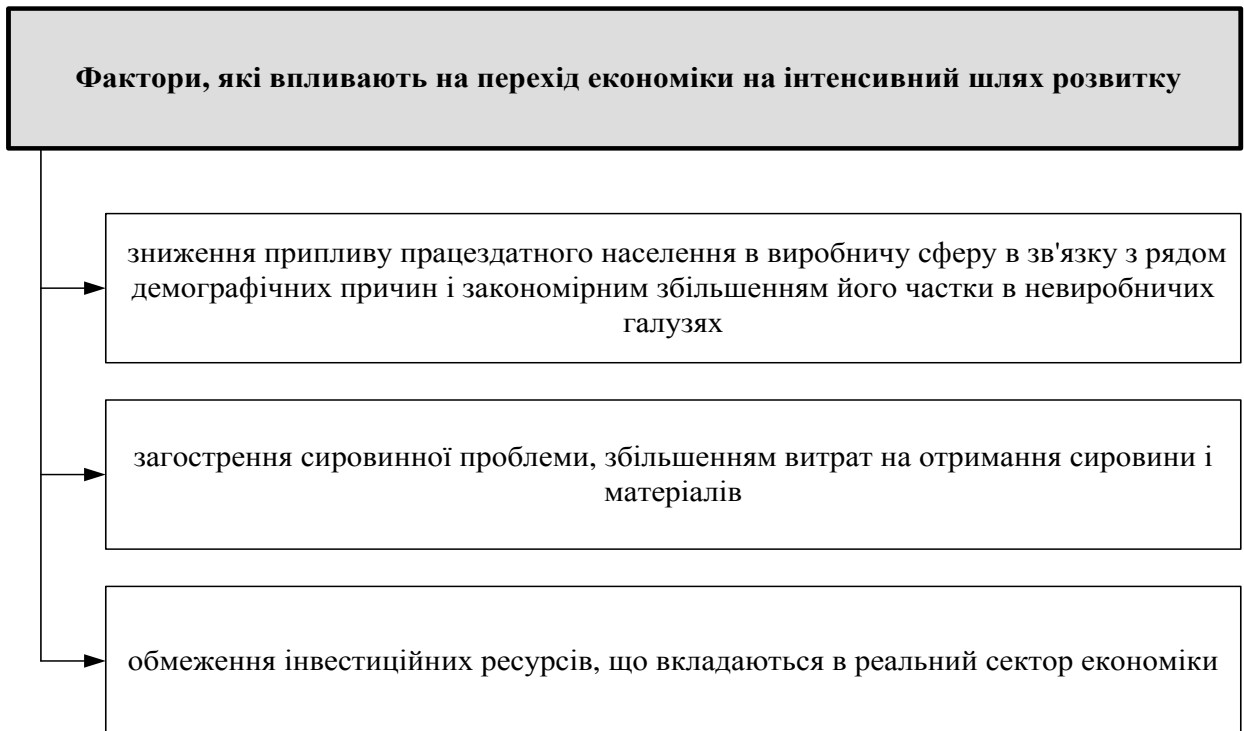 Фактори, які впливають на перехід економіки на інтенсивний шлях розвитку
зниження припливу працездатного населення в виробничу сферу в зв'язку з рядом
демографічних причин і закономірним збільшенням його частки в невиробничих
галузях
загострення сировинної проблеми, збільшенням витрат на отримання сировини і
матеріалів
обмеження інвестиційних ресурсів, що вкладаються в реальний сектор економіки